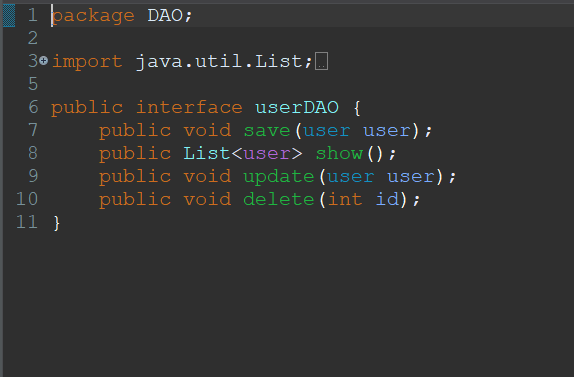 1 package DAO;
2
3 import java.util.List;
5
6 public interface userDAO {
7     public void save(user user);
8     public List<user> show();
9     public void update(user user);
10     public void delete(int id);
11 }